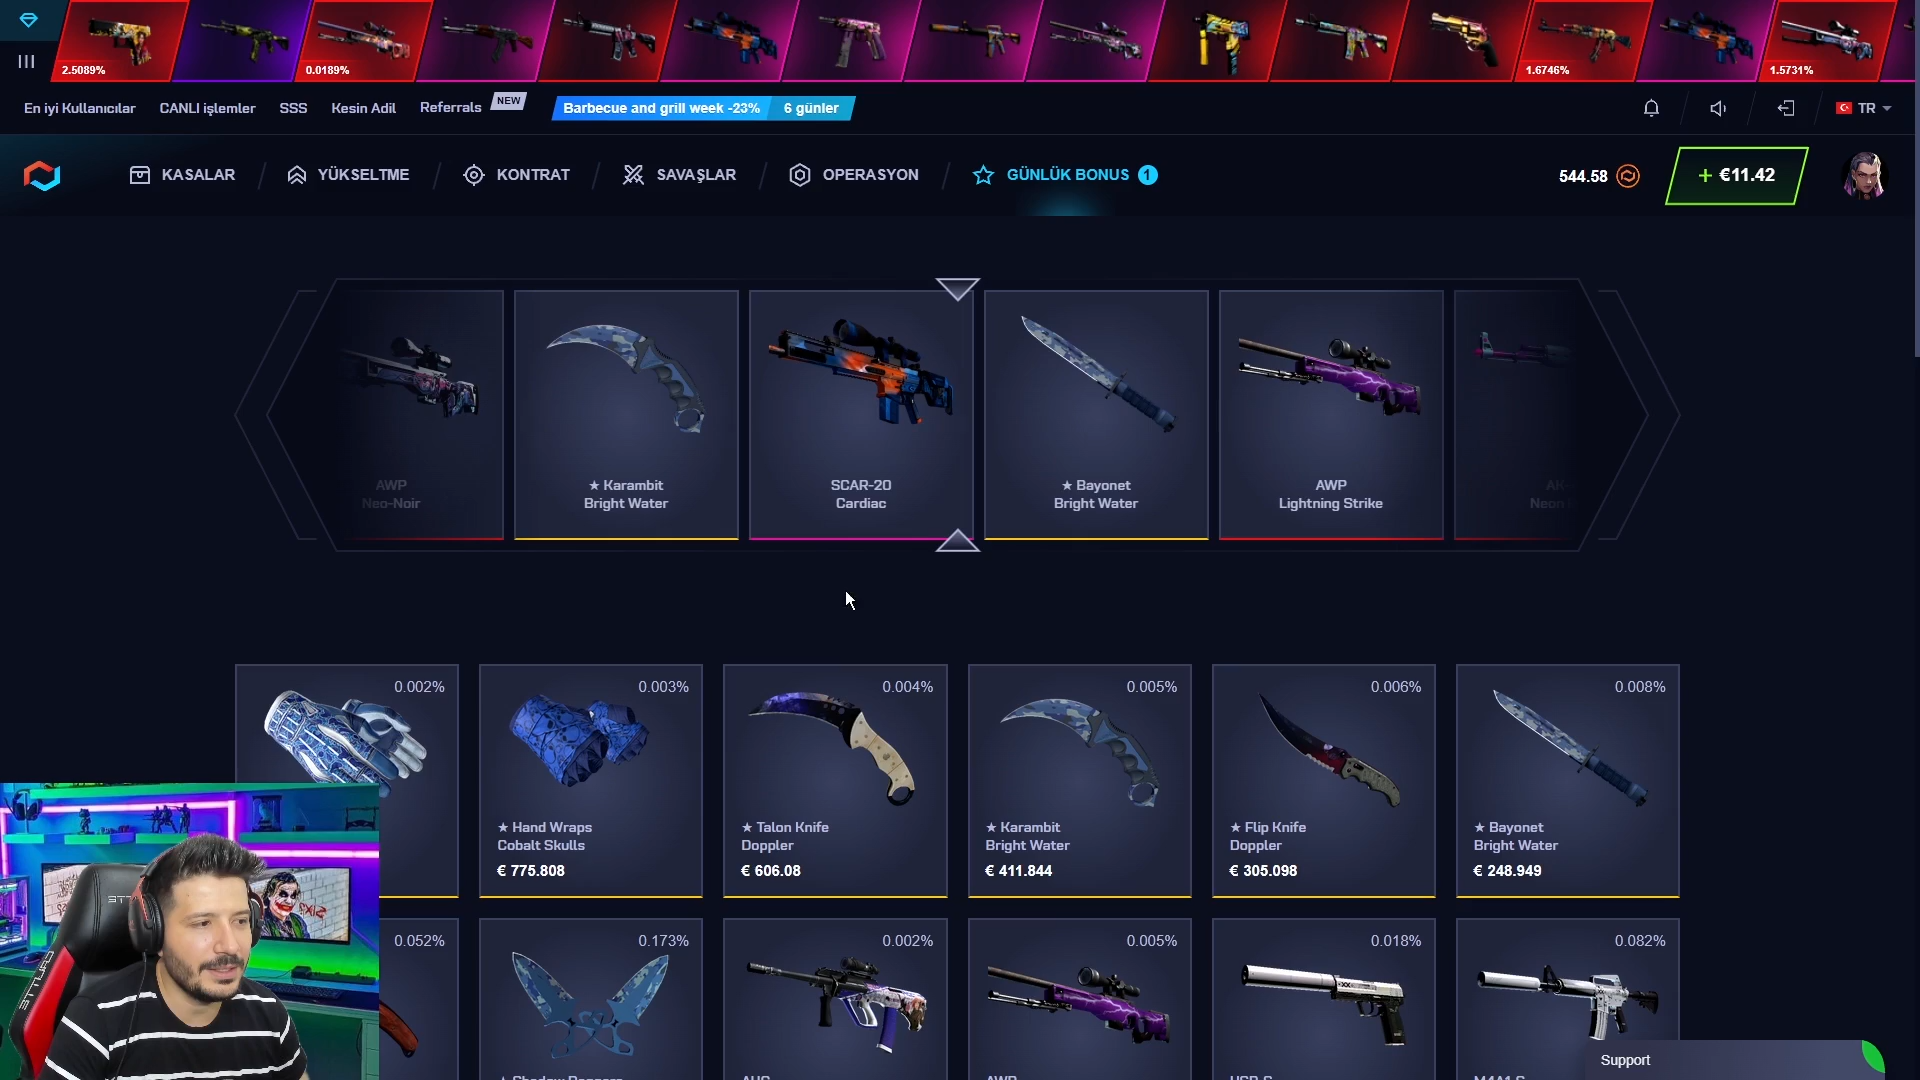 2.5089%
0.0189%
1.6746%
1.5731%
En iyi Kullanıcılar
CANLI işlemler
SSS
Kesin Adil
Referrals
NEW
Barbecue and grill week -23%
6 günler
TR
KASALAR
YÜKSELTME
KONTRAT
SAVAŞLAR
OPERASYON
GÜNLÜK BONUS
1
544.58
+ €11.42
AWP
Neo-Noir
★ Karambit
Bright Water
SCAR-20
Cardiac
★ Bayonet
Bright Water
AWP
Lightning Strike
AK-
Neon
0.002%
0.003%
★ Hand Wraps
Cobalt Skulls
€ 775.808
0.004%
★ Talon Knife
Doppler
€ 606.08
0.005%
★ Karambit
Bright Water
€ 411.844
0.006%
★ Flip Knife
Doppler
€ 305.098
0.008%
★ Bayonet
Bright Water
€ 248.949
0.052%
0.173%
0.002%
0.005%
0.018%
0.082%
Support